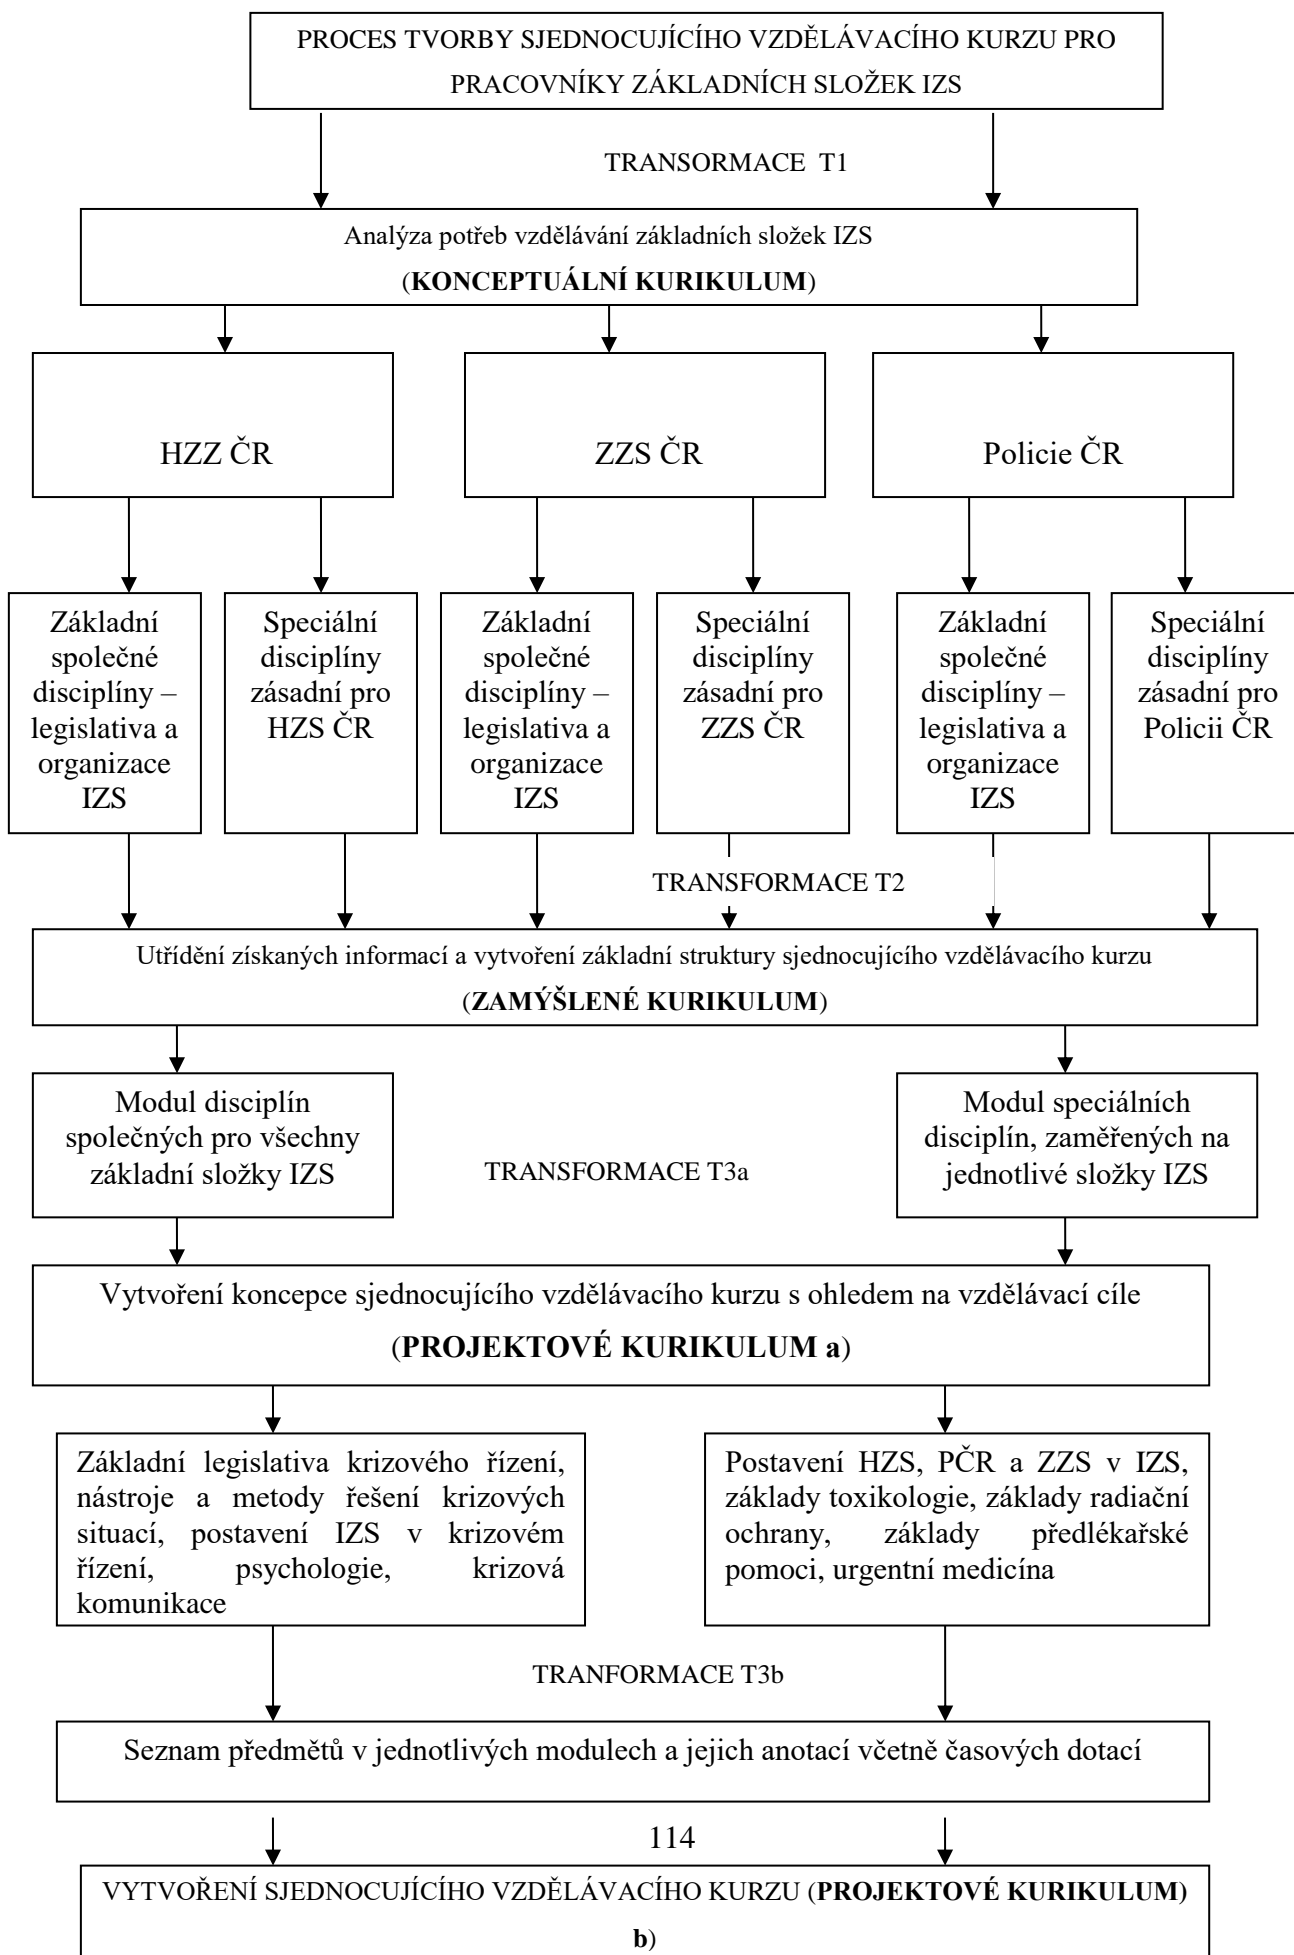 PROCES TVORBY SJEDNOCUJÍCÍHO VZDĚLÁVACÍHO KURZU PRO
PRACOVNÍKY ZÁKLADNÍCH SLOŽEK IZS
TRANSORMACE T1
Analýza potřeb vzdělávání základních složek IZS
(KONCEPTUÁLNÍ KURIKULUM)
HZZ ČR
ZZS ČR
Policie ČR
Základní
společné
disciplíny –
legislativa a
organizace
IZS
Speciální
disciplíny
zásadní pro
HZS ČR
Základní
společné
disciplíny –
legislativa a
organizace
IZS
Speciální
disciplíny
zásadní pro
ZZS ČR
Základní
společné
disciplíny –
legislativa a
organizace
IZS
Speciální
disciplíny
zásadní pro
Policii ČR
TRANSFORMACE T2
Utřídění získaných informací a vytvoření základní struktury sjednocujícího vzdělávacího kurzu
(ZAMÝŠLENÉ KURIKULUM)
Modul disciplín
společných pro všechny
základní složky IZS
TRANSFORMACE T3a
Modul speciálních
disciplín, zaměřených na
jednotlivé složky IZS
Vytvoření koncepce sjednocujícího vzdělávacího kurzu s ohledem na vzdělávací cíle
(PROJEKTOVÉ KURIKULUM a)
Základní legislativa krizového řízení,
nástroje a metody řešení krizových
situací, postavení IZS v krizovém
řízení, psychologie, krizová
komunikace
Postavení HZS, PČR a ZZS v IZS,
základy toxikologie, základy radiační
ochrany, základy předlékařské
pomoci, urgentní medicína
TRANFORMACE T3b
Seznam předmětů v jednotlivých modulech a jejich anotací včetně časových dotací
114
VYTVOŘENÍ SJEDNOCUJÍCÍHO VZDĚLÁVACÍHO KURZU (PROJEKTOVÉ KURIKULUM)
b)